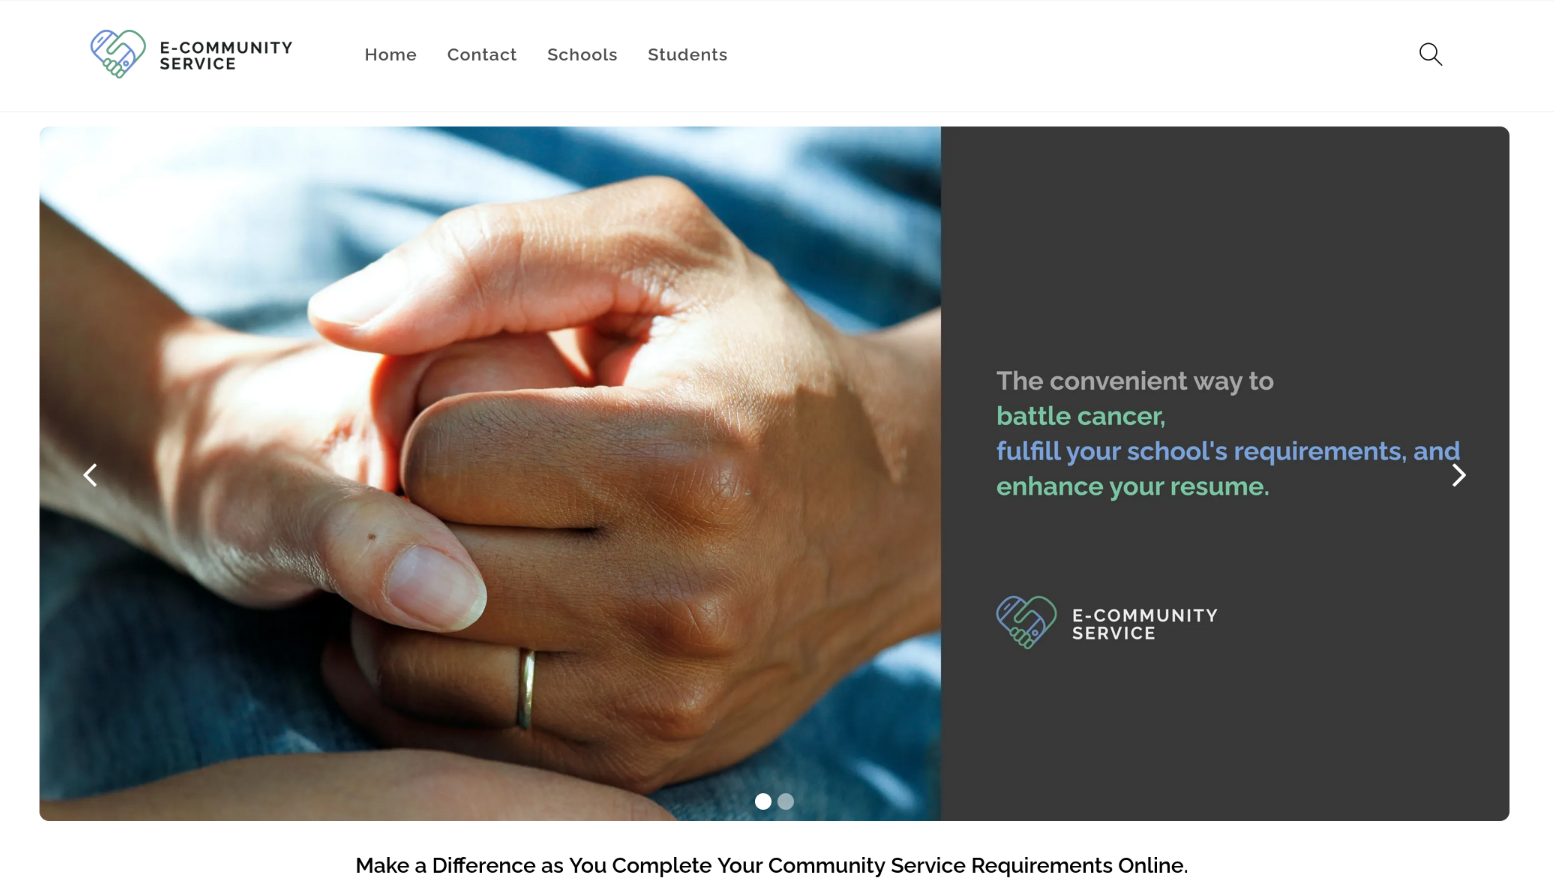 E-COMMUNITY
SERVICE
Home
Contact
Schools
Students
The convenient way to
battle cancer,
fulfill your school's requirements, and
enhance your resume.
E-COMMUNITY
SERVICE
Make a Difference as You Complete Your Community Service Requirements Online.